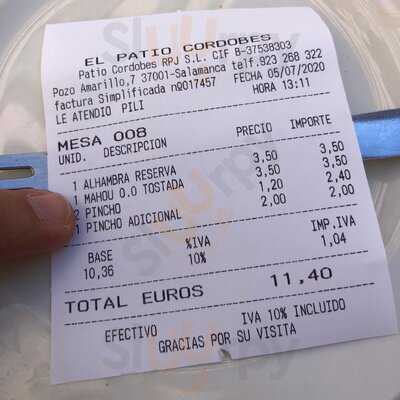 EL PATIO CORDOBES
Patio Cordobes RPJ S.L. CIF B-37538303
Pozo Amarillo,7 37001-Salamanca telf.923 268 322
factura Simplificada nº017457 FECHA 05/07/2020
LE ATENDIO PILI HORA 13:11
MESA 008
UNID. DESCRIPCION PRECIO IMPORTE
1 ALHAMBRA RESERVA 3,50 3,50
1 MAHOU 0.0 TOSTADA 3,50 3,50
2 PINCHO 1,20 2,40
1 PINCHO ADICIONAL 2,00 2,00
BASE %IVA IMP.IVA
10,36 10% 1,04
TOTAL EUROS 11,40
EFECTIVO IVA 10% INCLUIDO
GRACIAS POR SU VISITA